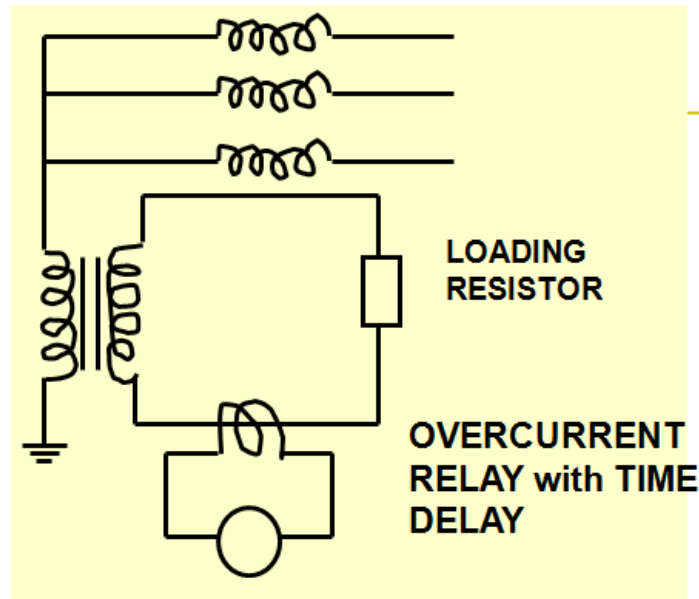 LOADING
RESISTOR
OVERCURRENT
RELAY with TIME
DELAY